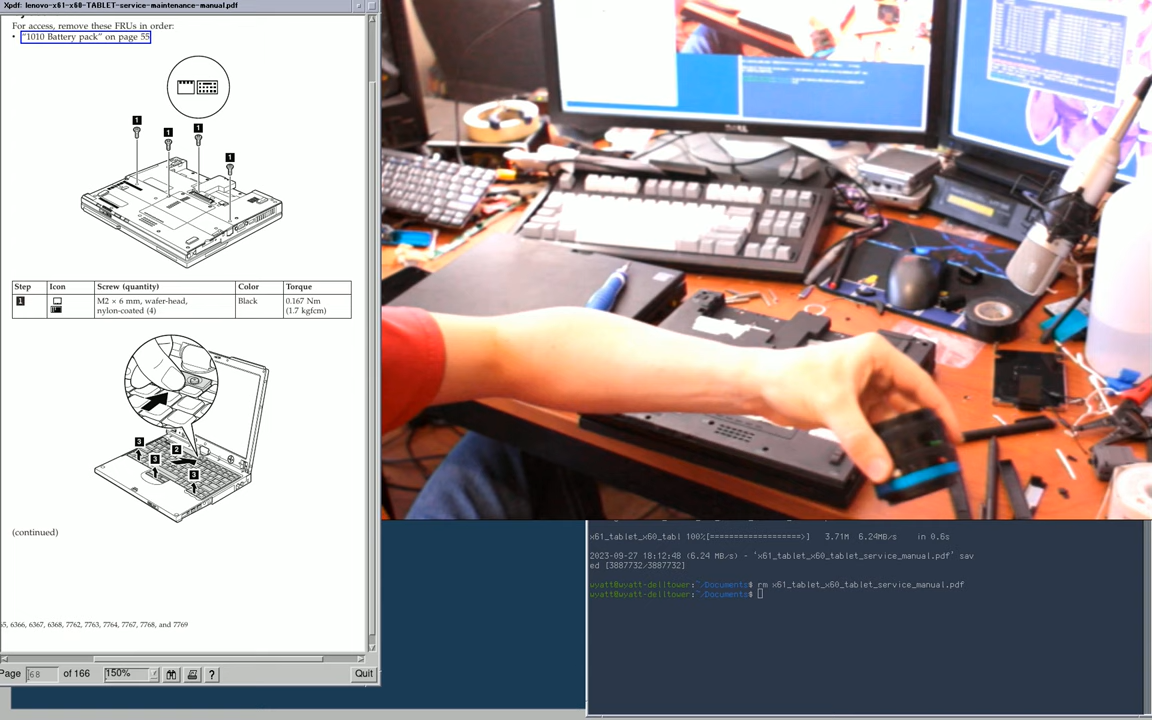 Xpdf: lenovo-x61-x60-TABLET-service-maintenance-manual.pdf
For access, remove these FRUs in order:
• "1010 Battery pack" on page 55
1
1
1
1
Step Icon Screw (quantity) Color Torque
1 M2 × 6 mm, wafer-head, nylon-coated (4) Black 0.167 Nm (1.7 kgfcm)
3
2
3
3
(continued)
5, 6366, 6367, 6368, 7762, 7763, 7764, 7767, 7768, and 7769
Page 68 of 166 150% ? Quit
DELL
x61_tablet_x60_tabl 100%[===================>] 3.71M 6.24MB/s in 0.6s
2023-09-27 18:12:48 (6.24 MB/s) - 'x61_tablet_x60_tablet_service_manual.pdf' sav
ed [3887732/3887732]
wyatt@wyatt-delltower:~/Documents$ rm x61_tablet_x60_tablet_service_manual.pdf
wyatt@wyatt-delltower:~/Documents$